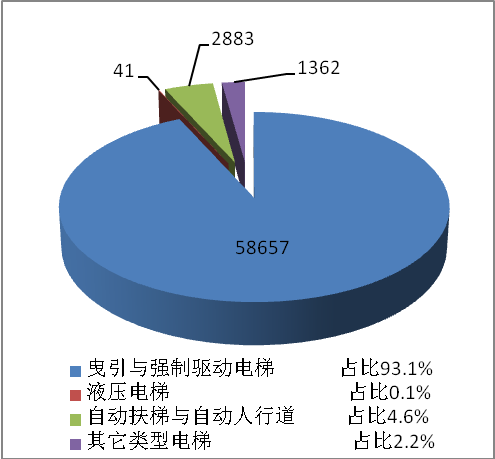 2883
41
1362
58657
曳引与强制驱动电梯 占比93.1%
液压电梯 占比0.1%
自动扶梯与自动人行道 占比4.6%
其它类型电梯 占比2.2%